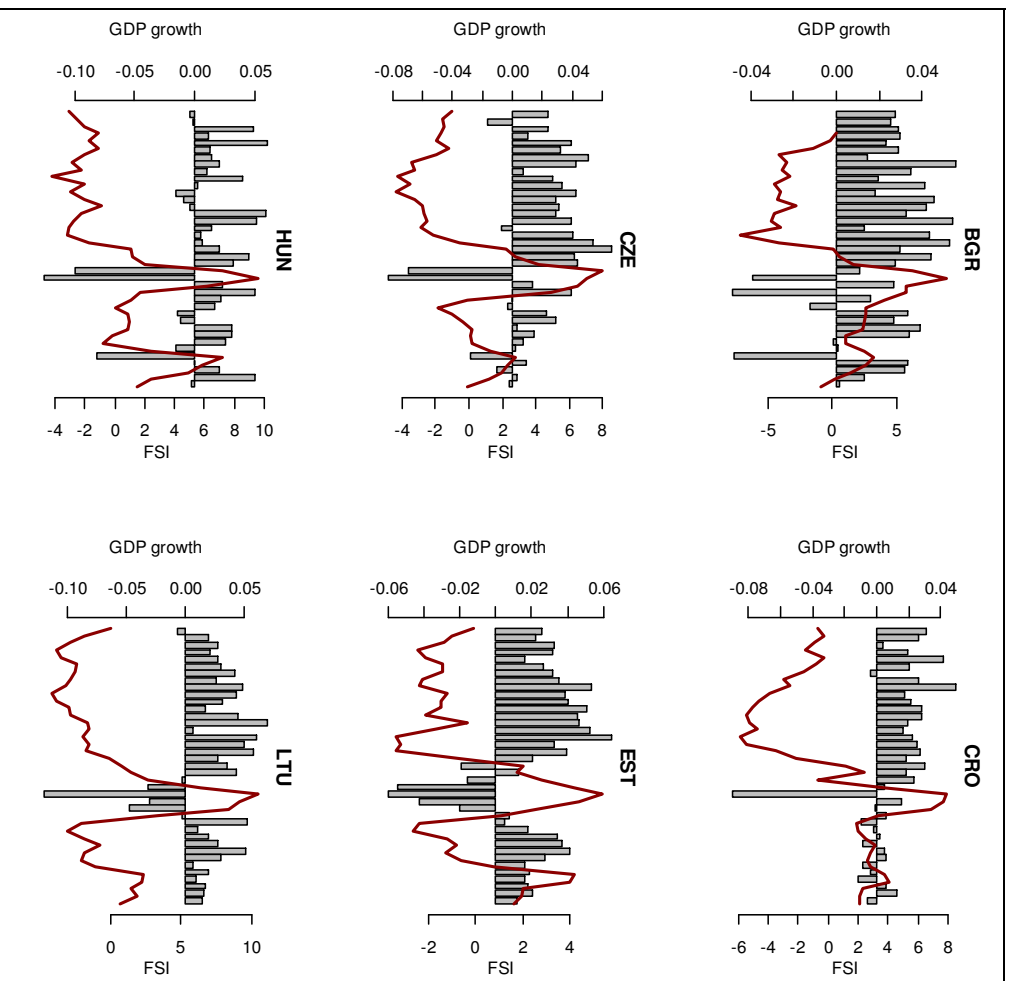 GDP growth GDP growth GDP growth
-0.10 -0.05 0.00 0.05 -0.08 -0.04 0.00 0.04 -0.04 0.00 0.04
HUN CZE BGR
-4 -2 0 2 4 6 8 10 -4 -2 0 2 4 6 8 -5 0 5
FSI FSI FSI
GDP growth GDP growth GDP growth
-0.10 -0.05 0.00 0.05 -0.06 -0.02 0.02 0.06 -0.08 -0.04 0.00 0.04
LTU EST CRO
0 5 10 -2 0 2 4 -6 -4 -2 0 2 4 6 8
FSI FSI FSI